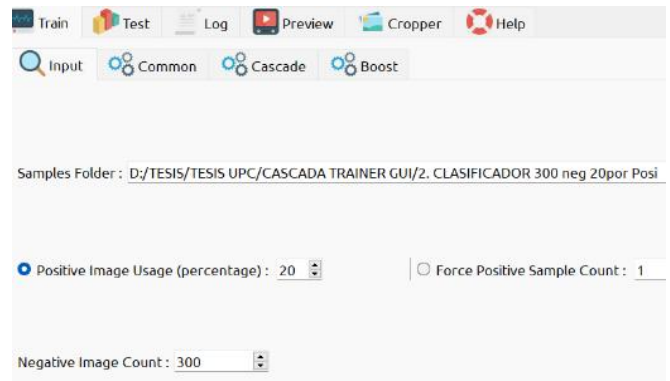 Train Test Log Preview Cropper Help
Input Common Cascade Boost
Samples Folder : D:/TESIS/TESIS UPC/CASCADA TRAINER GUI/2. CLASIFICADOR 300 neg 20por Posi
Positive Image Usage (percentage) : 20 Force Positive Sample Count : 1
Negative Image Count : 300